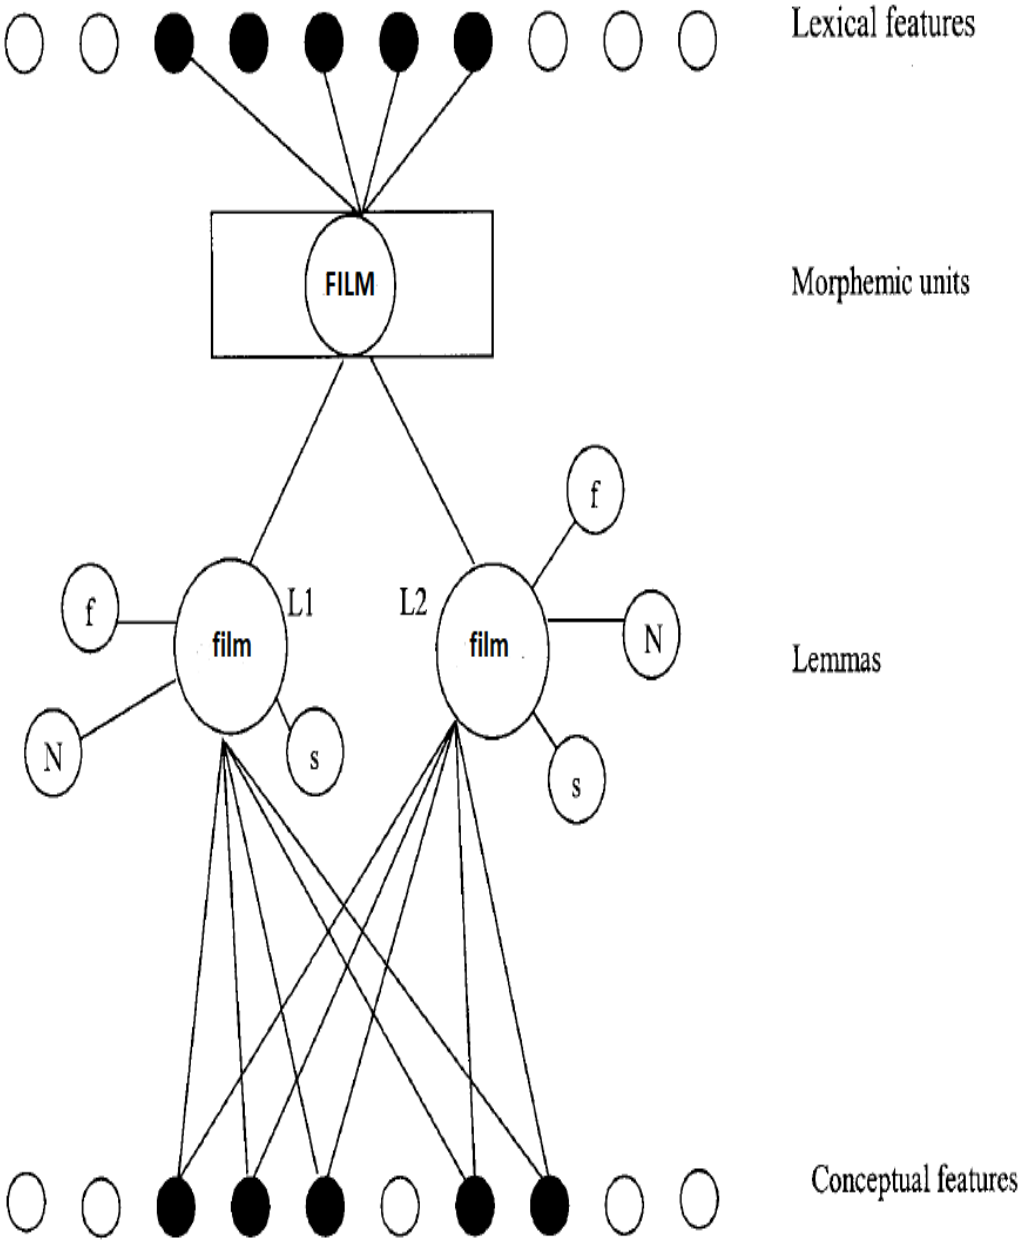 Lexical features
FILM
Morphemic units
f
f
L1
L2
film
film
N
Lemmas
N
s
s
Conceptual features